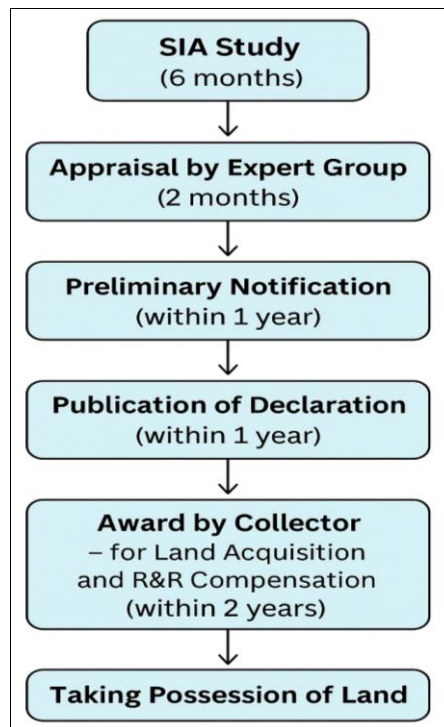 SIA Study
(6 months)
Appraisal by Expert Group
(2 months)
Preliminary Notification
(within 1 year)
Publication of Declaration
(within 1 year)
Award by Collector
– for Land Acquisition
and R&R Compensation
(within 2 years)
Taking Possession of Land